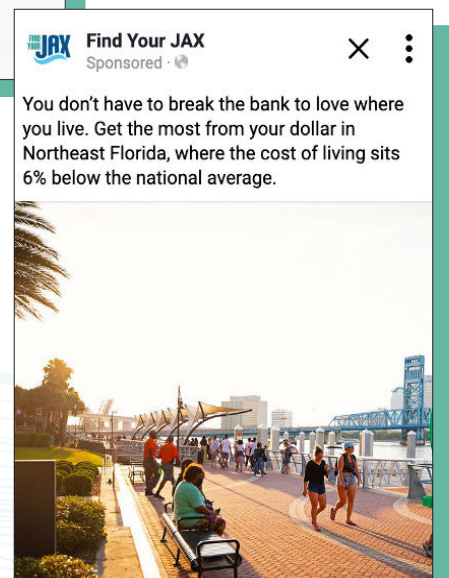 FIND
YOUR JAX
Find Your JAX
Sponsored ·
You don’t have to break the bank to love where
you live. Get the most from your dollar in
Northeast Florida, where the cost of living sits
6% below the national average.